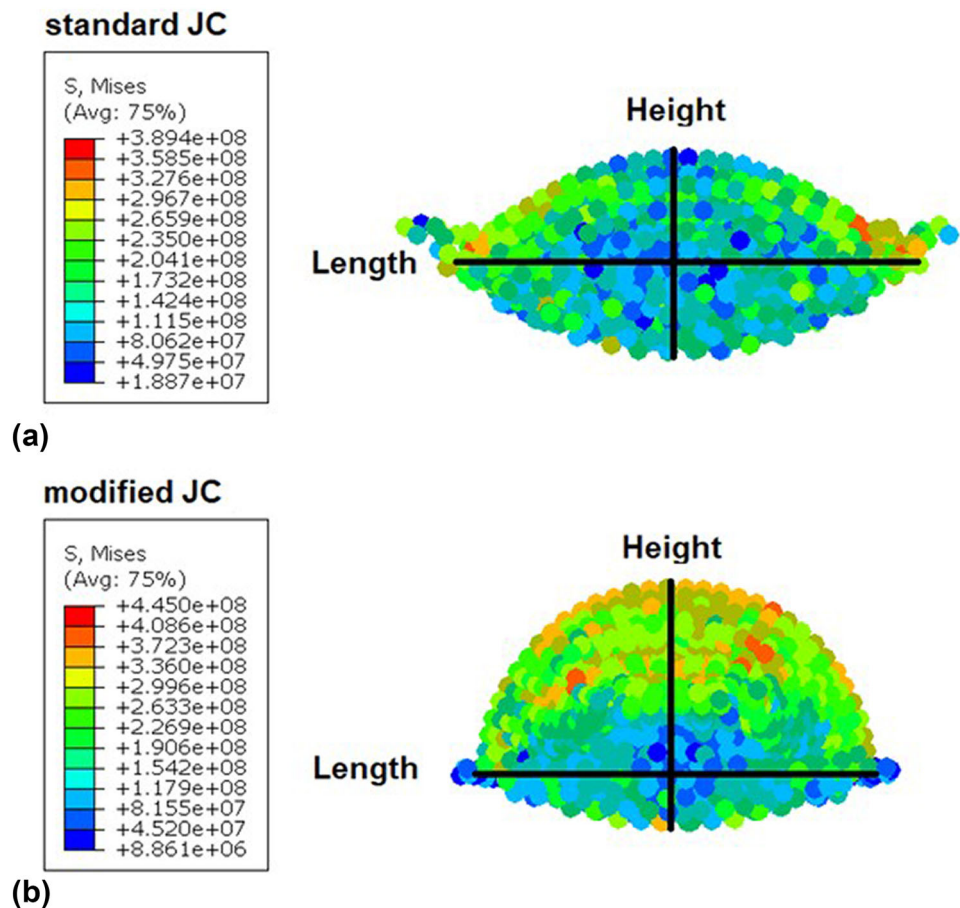 standard JC
S, Mises
(Avg: 75%)
+3.894e+08
+3.585e+08
+3.276e+08
+2.967e+08
+2.659e+08
+2.350e+08
+2.041e+08
+1.732e+08
+1.424e+08
+1.115e+08
+8.062e+07
+4.975e+07
+1.887e+07
Height
Length
(a)
modified JC
S, Mises
(Avg: 75%)
+4.450e+08
+4.086e+08
+3.723e+08
+3.360e+08
+2.996e+08
+2.633e+08
+2.269e+08
+1.906e+08
+1.542e+08
+1.179e+08
+8.155e+07
+4.520e+07
+8.861e+06
Height
Length
(b)